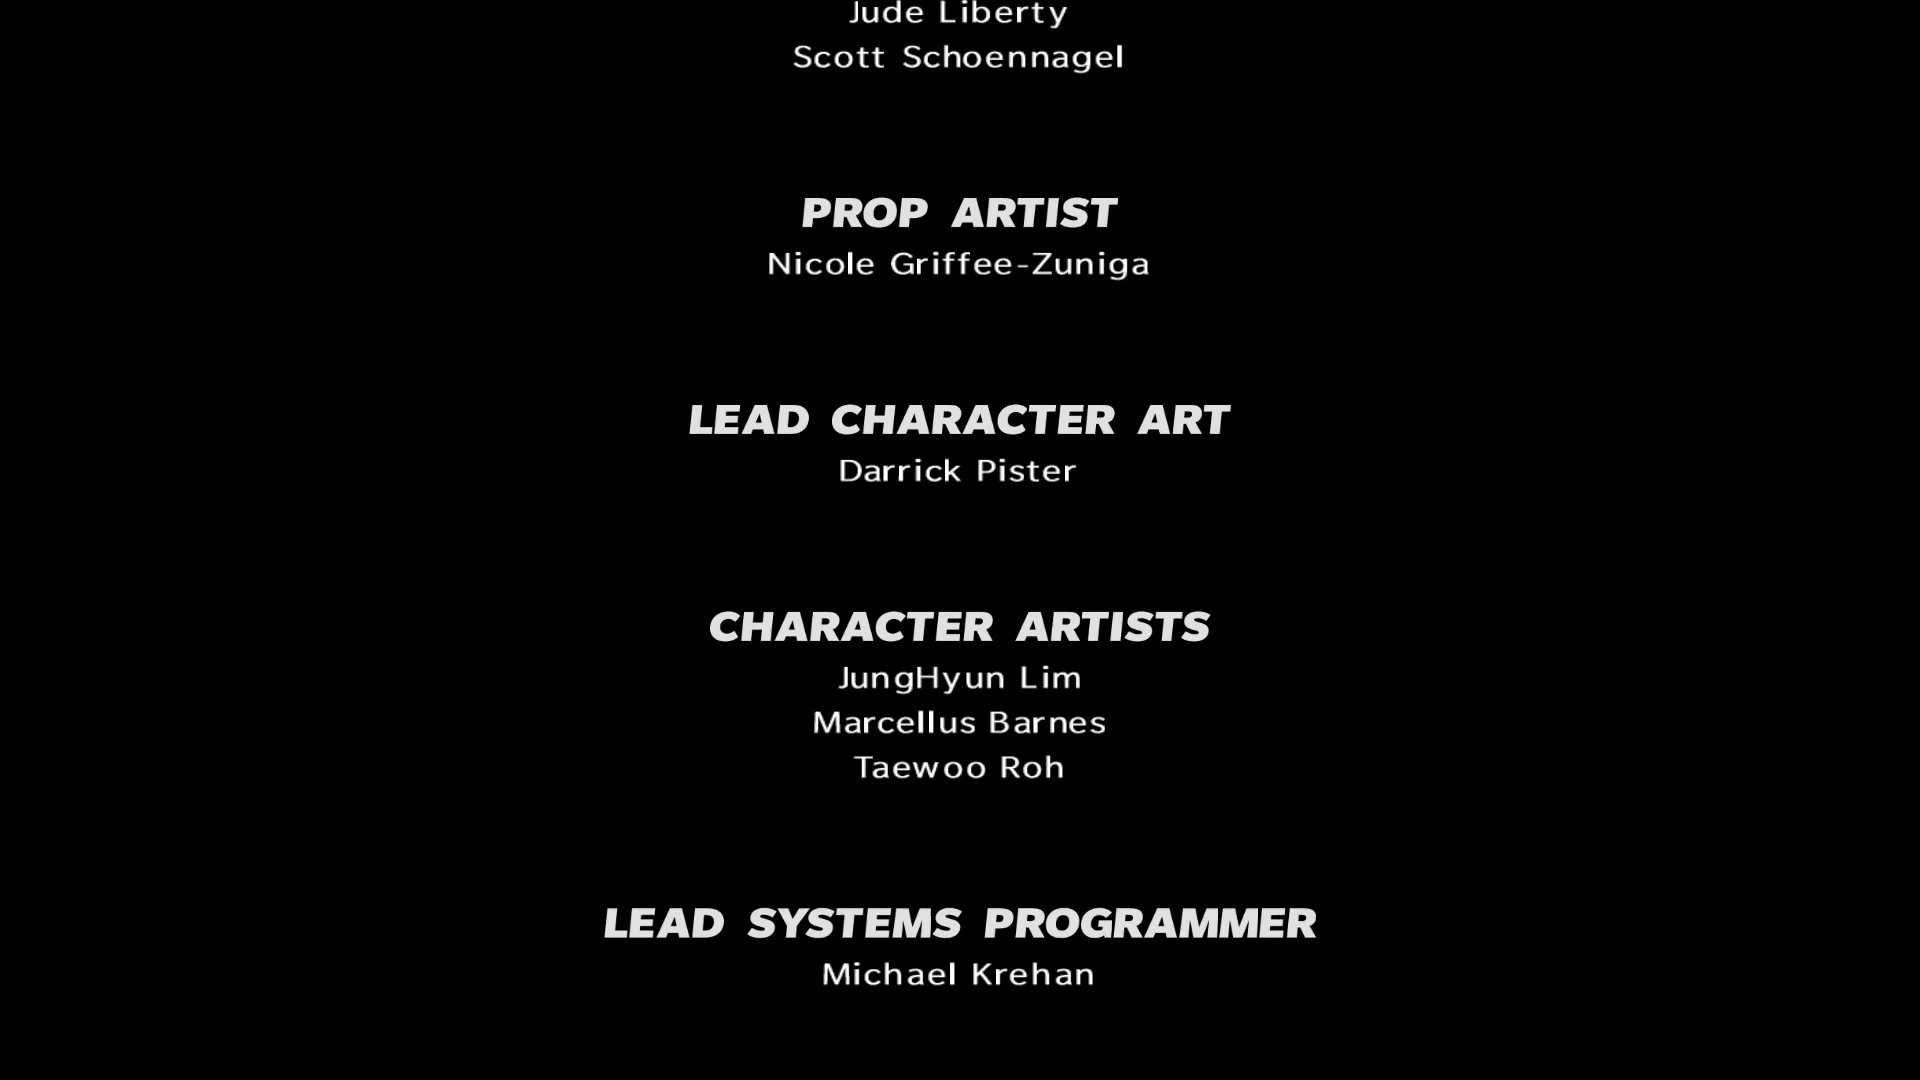 Jude Liberty
Scott Schoennagel
PROP ARTIST
Nicole Griffee-Zuniga
LEAD CHARACTER ART
Darrick Pister
CHARACTER ARTISTS
JungHyun Lim
Marcellus Barnes
Taewoo Roh
LEAD SYSTEMS PROGRAMMER
Michael Krehan